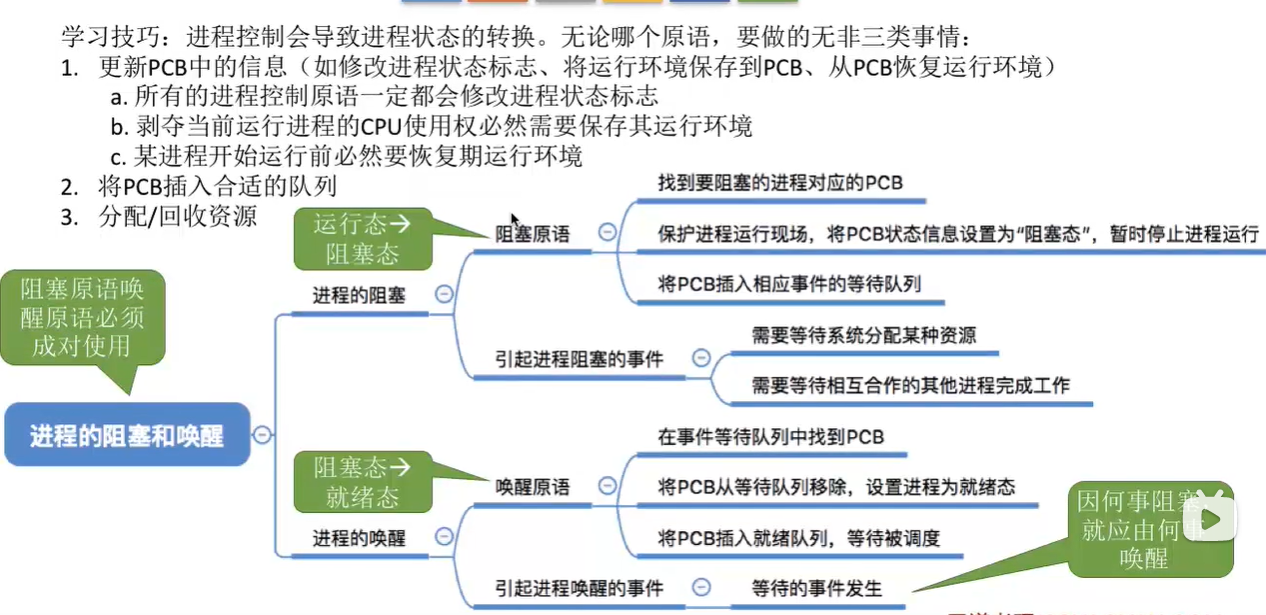 学习技巧：进程控制会导致进程状态的转换。无论哪个原语，要做的无非三类事情：
1. 更新PCB中的信息（如修改进程状态标志、将运行环境保存到PCB、从PCB恢复运行环境）
a. 所有的进程控制原语一定都会修改进程状态标志
b. 剥夺当前运行进程的CPU使用权必然需要保存其运行环境
c. 某进程开始运行前必然要恢复期运行环境
2. 将PCB插入合适的队列
3. 分配/回收资源
阻塞原语唤
醒原语必须
成对使用
进程的阻塞和唤醒
进程的阻塞
运行态→
阻塞态
阻塞原语
找到要阻塞的进程对应的PCB
保护进程运行现场，将PCB状态信息设置为“阻塞态”，暂时停止进程运行
将PCB插入相应事件的等待队列
引起进程阻塞的事件
需要等待系统分配某种资源
需要等待相互合作的其他进程完成工作
进程的唤醒
阻塞态→
就绪态
唤醒原语
在事件等待队列中找到PCB
将PCB从等待队列移除，设置进程为就绪态
将PCB插入就绪队列，等待被调度
引起进程唤醒的事件
等待的事件发生
因何事阻塞
就应由何事
唤醒